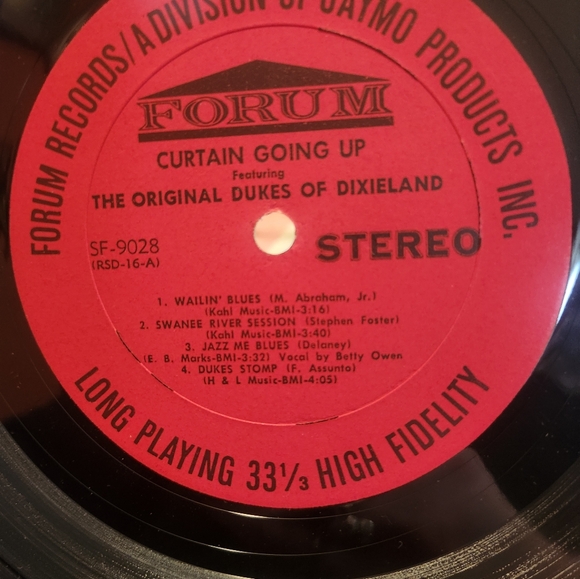 FORUM RECORDS/A DIVISION OF JAYMO PRODUCTS INC.
FORUM
CURTAIN GOING UP
Featuring
THE ORIGINAL DUKES OF DIXIELAND
SF-9028
(RSD-16-A)
STEREO
1. WAILIN' BLUES (M. Abraham, Jr.)
(Kahl Music-BMI-3:16)
2. SWANEE RIVER SESSION (Stephen Foster)
(Kahl Music-BMI-3:40)
3. JAZZ ME BLUES (Delaney)
(E. B. Marks-BMI-3:32) Vocal by Betty Owen
4. DUKES STOMP (F. Assunto)
(H & L Music-BMI-4:05)
LONG PLAYING 33⅓ HIGH FIDELITY